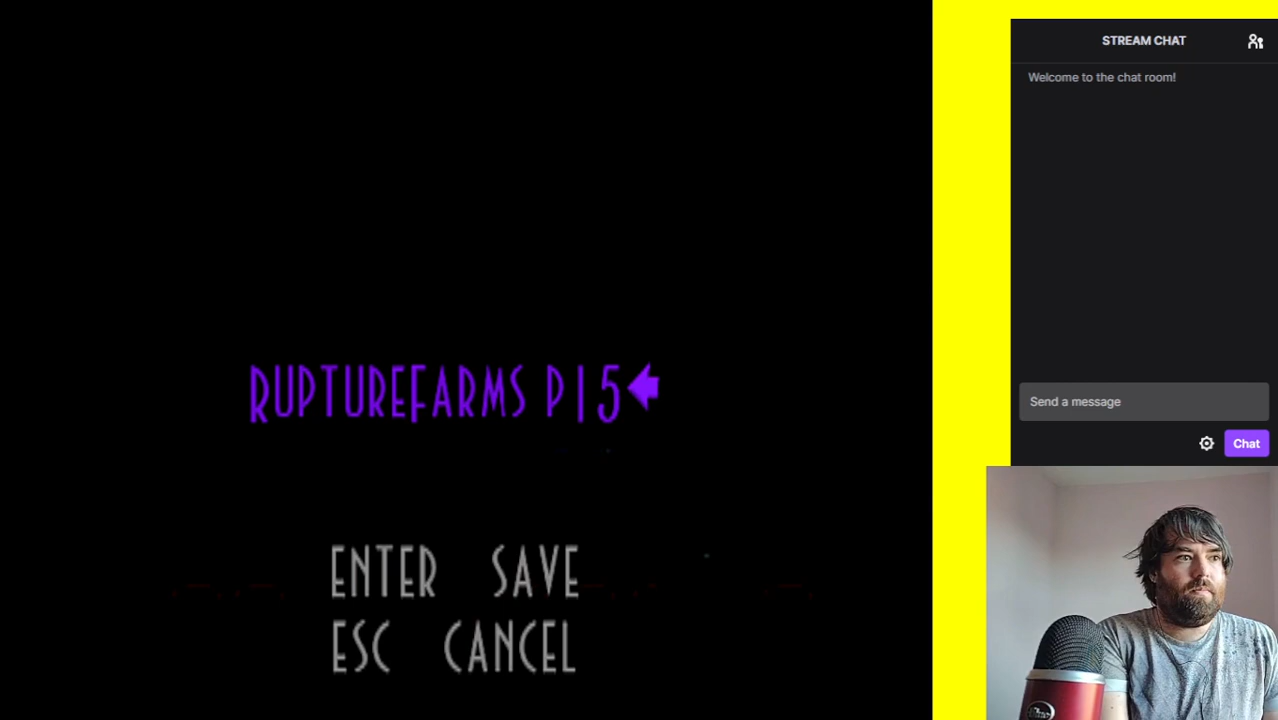 STREAM CHAT
Welcome to the chat room!
RUPTUREFARMS P15
Send a message
Chat
ENTER SAVE
ESC CANCEL